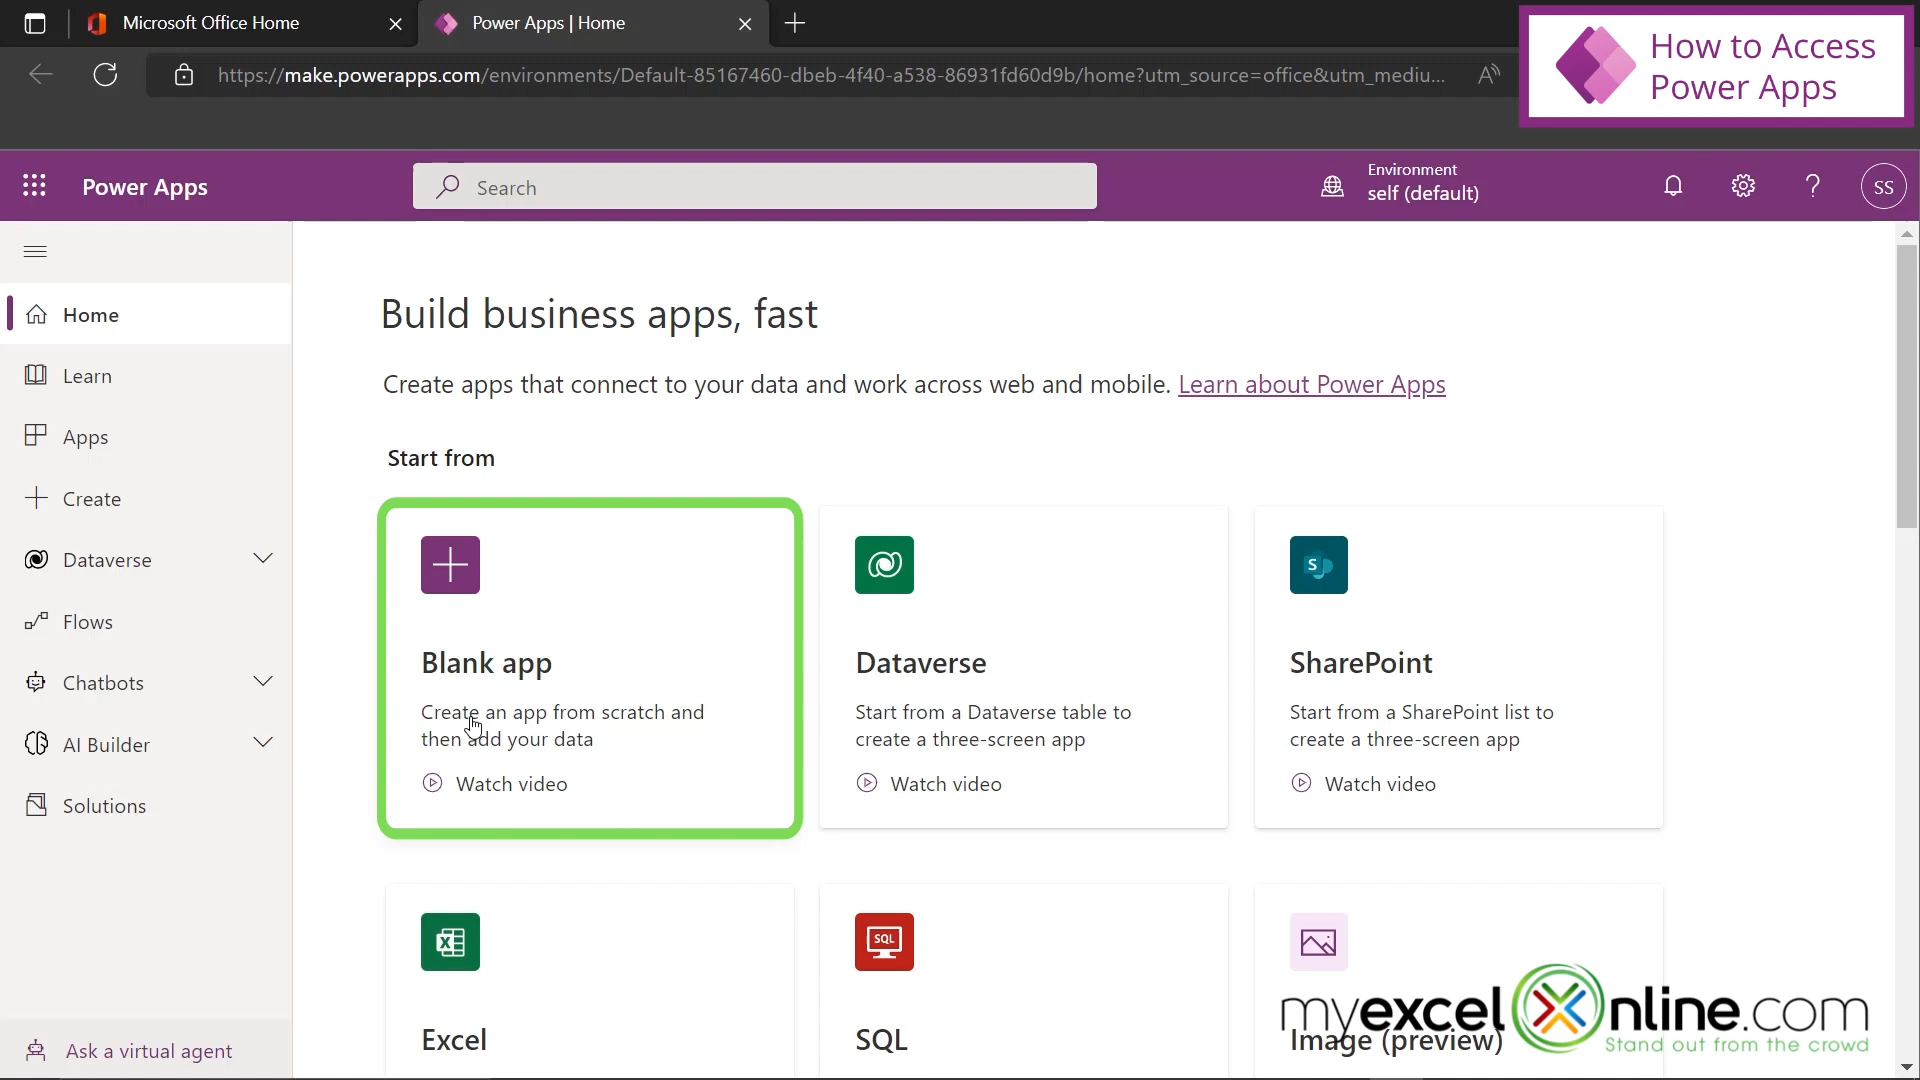 Microsoft Office Home
Power Apps | Home
https://make.powerapps.com/environments/Default-85167460-dbeb-4f40-a538-86931fd60d9b/home?utm_source=office&utm_mediu...
How to Access
Power Apps
Power Apps
Search
Environment
self (default)
SS
Home
Learn
Apps
Create
Dataverse
Flows
Chatbots
AI Builder
Solutions
Ask a virtual agent
Build business apps, fast
Create apps that connect to your data and work across web and mobile. Learn about Power Apps
Start from
Blank app
Create an app from scratch and
then add your data
Watch video
Dataverse
Start from a Dataverse table to
create a three-screen app
Watch video
S
SharePoint
Start from a SharePoint list to
create a three-screen app
Watch video
X
Excel
SQL
SQL
Image (preview)
myexcelXnline.com
Stand out from the crowd